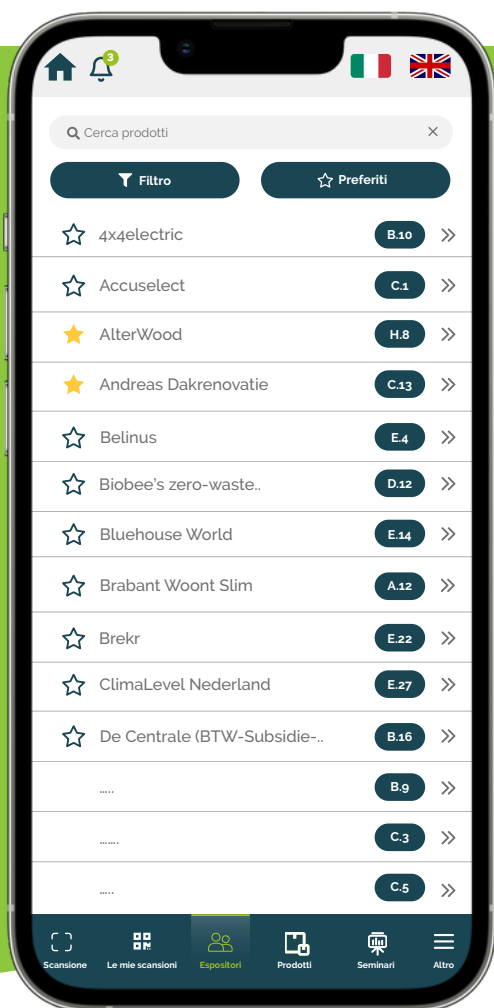 3
Cerca prodotti
Filtro
Preferiti
4x4electric B.10
Accuselect C.1
AlterWood H.8
Andreas Dakrenovatie C.13
Belinus E.4
Biobee's zero-waste.. D.12
Bluehouse World E.14
Brabant Woont Slim A.12
Brekr E.22
ClimaLevel Nederland E.27
De Centrale (BTW-Subsidie-.. B.16
..... B.9
....... C.3
..... C.5
Scansione Le mie scansioni Espositori Prodotti Seminari Altro